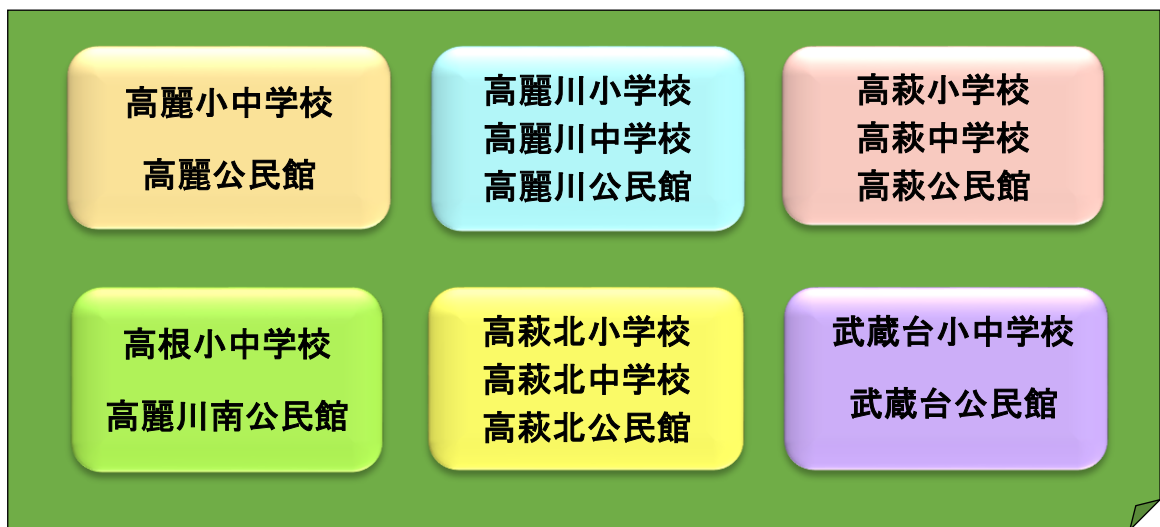 高麗小中学校
高麗公民館
高麗川小学校
高麗川中学校
高麗川公民館
高萩小学校
高萩中学校
高萩公民館
高根小中学校
高麗川南公民館
高萩北小学校
高萩北中学校
高萩北公民館
武蔵台小中学校
武蔵台公民館